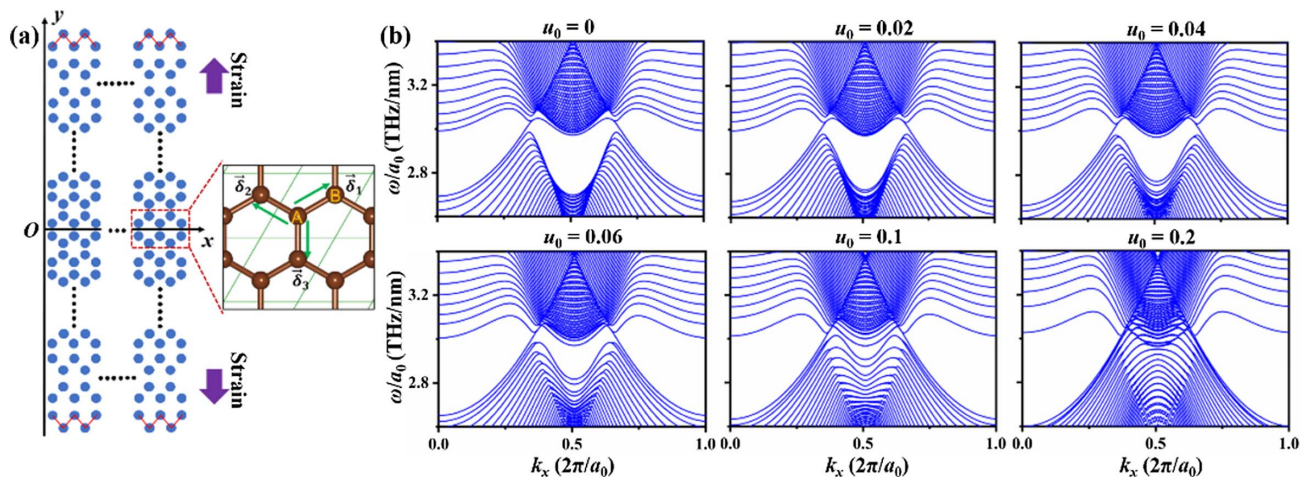 (a)
y
Strain
O
x
Strain
δ⃗₂
δ⃗₁
B
A
δ⃗₃
(b)
u₀ = 0
u₀ = 0.02
u₀ = 0.04
ω/a₀ (THz/nm)
3.2
2.8
u₀ = 0.06
u₀ = 0.1
u₀ = 0.2
ω/a₀ (THz/nm)
3.2
2.8
0.0 0.5 1.0 0.0 0.5 1.0 0.0 0.5 1.0
kₓ (2π/a₀) kₓ (2π/a₀) kₓ (2π/a₀)